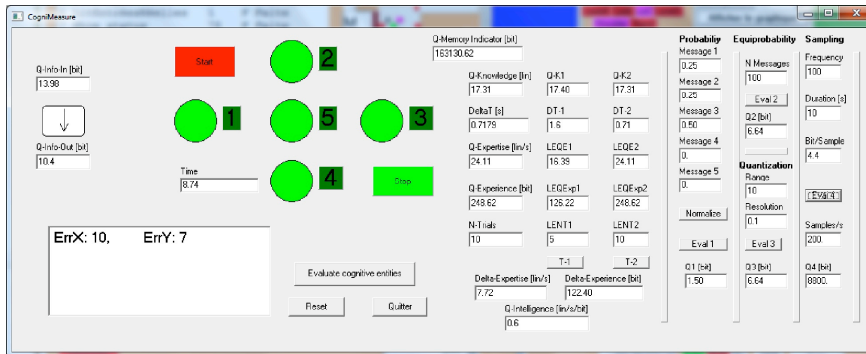 CogniMeasure
Q-Info-In [bit]
13.98
Q-Info-Out [bit]
10.4
Start
2
1
5
3
4
Time
8.74
Stop
ErrX: 10, ErrY: 7
Evaluate cognitive entities
Reset
Quitter
Q-Memory Indicator [bit]
163130.62
Q-Knowledge [lin] Q-K1 Q-K2
17.31 17.40 17.31
DeltaT [s] DT-1 DT-2
0.7179 1.6 0.71
Q-Expertise [lin/s] LEQE1 LEQE2
24.11 16.39 24.11
Q-Experience [bit] LEQExp1 LEQExp2
248.62 126.22 248.62
N-Trials LENT1 LENT2
10 5 10
T-1 T-2
Delta-Expertise [lin/s] Delta-Experience [bit]
7.72 122.40
Q-Intelligence [lin/s/bit]
0.6
Probabiliy
Message 1
0.25
Message 2
0.25
Message 3
0.50
Message 4
0.
Message 5
0.
Normalize
Eval 1
Q1 [bit]
1.50
Equiprobability
N Messages
100
Eval 2
Q2 [bit]
6.64
Quantization
Range
10
Resolution
0.1
Eval 3
Q3 [bit]
6.64
Sampling
Frequency
100.
Duration [s]
10
Bit/Sample
4.4
Eval 4
Samples/s
200.
Q4 [bit]
8800.